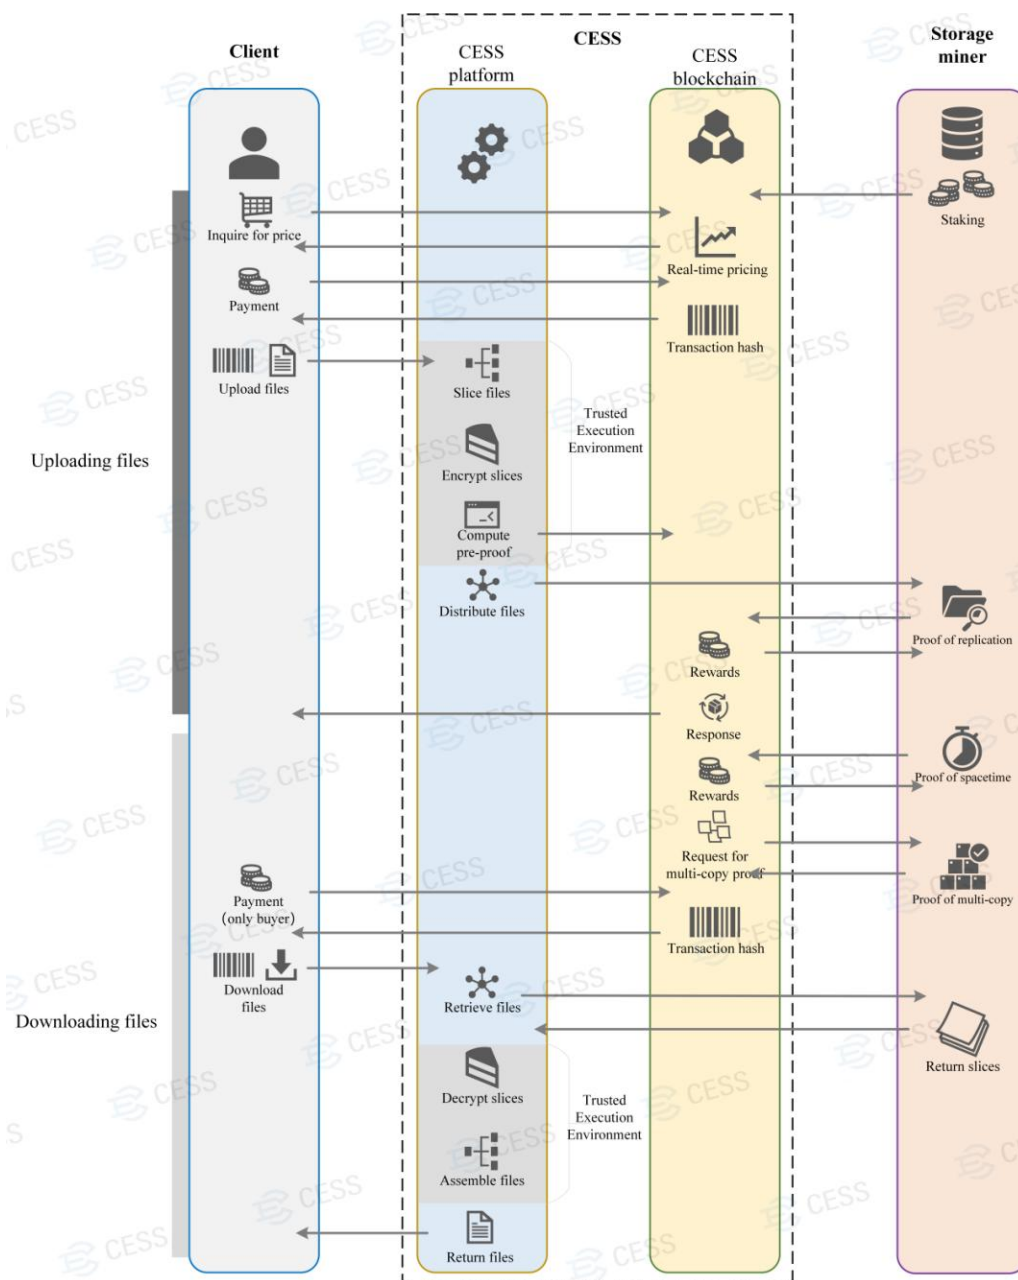 CESS
Client
CESS
platform
CESS
blockchain
Storage
miner
Inquire for price
Staking
Real-time pricing
Payment
Transaction hash
Upload files
Slice files
Trusted
Execution
Environment
Uploading files
Encrypt slices
Compute
pre-proof
Distribute files
Proof of replication
Rewards
Response
Proof of spacetime
Rewards
Request for
multi-copy proof
Payment
(only buyer)
Proof of multi-copy
Transaction hash
Download
files
Retrieve files
Downloading files
Return slices
Decrypt slices
Trusted
Execution
Environment
Assemble files
Return files